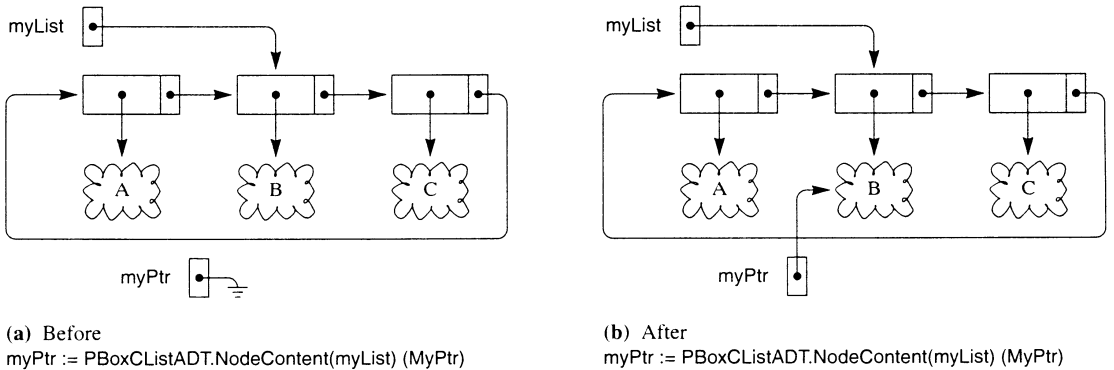 myList
A
B
C
myPtr
(a) Before
myPtr := PBoxCListADT.NodeContent(myList) (MyPtr)
myList
A
B
C
myPtr
(b) After
myPtr := PBoxCListADT.NodeContent(myList) (MyPtr)